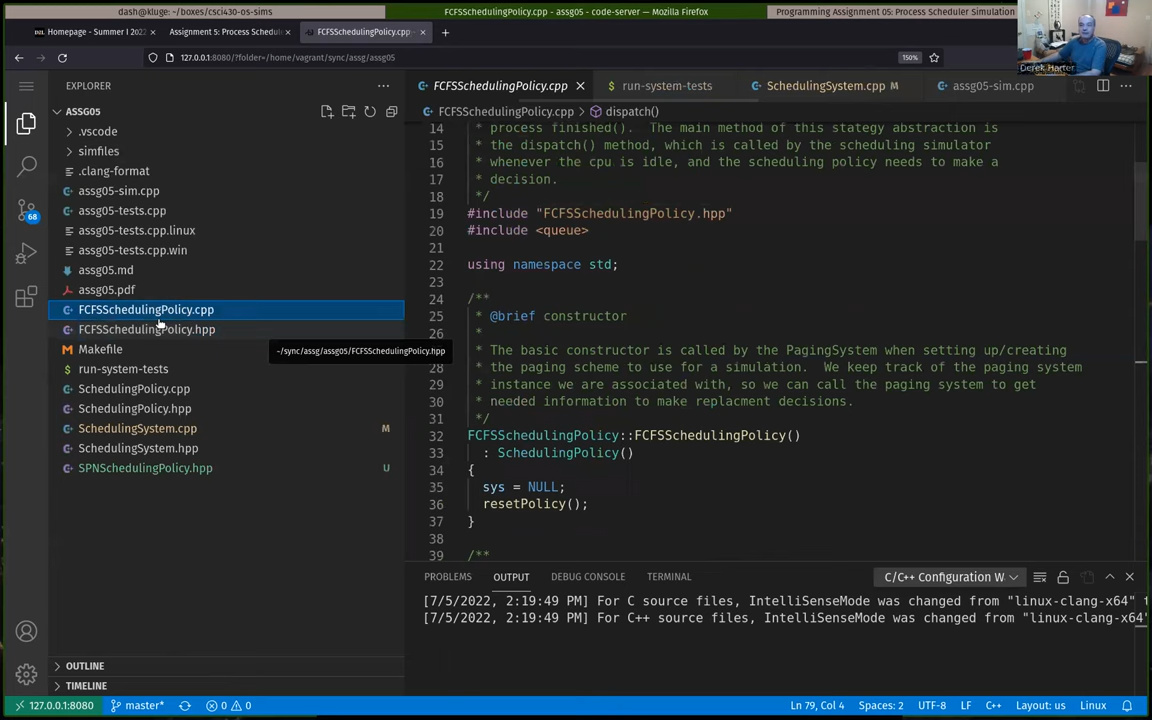 dash@kluge: ~/boxes/csci430-os-sims
FCFSSchedulingPolicy.cpp - assg05 - code-server — Mozilla Firefox
Programming Assignment 05: Process Scheduler Simulation
Homepage - Summer I 2022
Assignment 5: Process Schedule
FCFSSchedulingPolicy.cpp -
127.0.0.1:8080/?folder=/home/vagrant/sync/assg/assg05
150%
Derek Harter
EXPLORER
FCFSSchedulingPolicy.cpp
run-system-tests
SchedulingSystem.cpp M
assg05-sim.cpp
ASSG05
FCFSSchedulingPolicy.cpp > dispatch()
.vscode
simfiles
.clang-format
assg05-sim.cpp
assg05-tests.cpp
assg05-tests.cpp.linux
assg05-tests.cpp.win
assg05.md
assg05.pdf
FCFSSchedulingPolicy.cpp
FCFSSchedulingPolicy.hpp
Makefile
run-system-tests
SchedulingPolicy.cpp
SchedulingPolicy.hpp
SchedulingSystem.cpp M
SchedulingSystem.hpp
SPNSchedulingPolicy.hpp U
68
~/sync/assg/assg05/FCFSSchedulingPolicy.hpp
14 * process finished(). The main method of this stategy abstraction is
15 * the dispatch() method, which is called by the scheduling simulator
16 * whenever the cpu is idle, and the scheduling policy needs to make a
17 * decision.
18 */
19 #include "FCFSSchedulingPolicy.hpp"
20 #include <queue>
21
22 using namespace std;
23
24 /**
25 * @brief constructor
26 *
* The basic constructor is called by the PagingSystem when setting up/creating
28 * the paging scheme to use for a simulation. We keep track of the paging system
29 * instance we are associated with, so we can call the paging system to get
30 * needed information to make replacment decisions.
31 */
32 FCFSSchedulingPolicy::FCFSSchedulingPolicy()
33 : SchedulingPolicy()
34 {
35 sys = NULL;
36 resetPolicy();
37 }
38
39 /**
PROBLEMS
OUTPUT
DEBUG CONSOLE
TERMINAL
C/C++ Configuration W
[7/5/2022, 2:19:49 PM] For C source files, IntelliSenseMode was changed from "linux-clang-x64" t
[7/5/2022, 2:19:49 PM] For C++ source files, IntelliSenseMode was changed from "linux-clang-x64"
OUTLINE
TIMELINE
127.0.0.1:8080
master*
0
0
Ln 79, Col 4
Spaces: 2
UTF-8
LF
C++
Layout: us
Linux